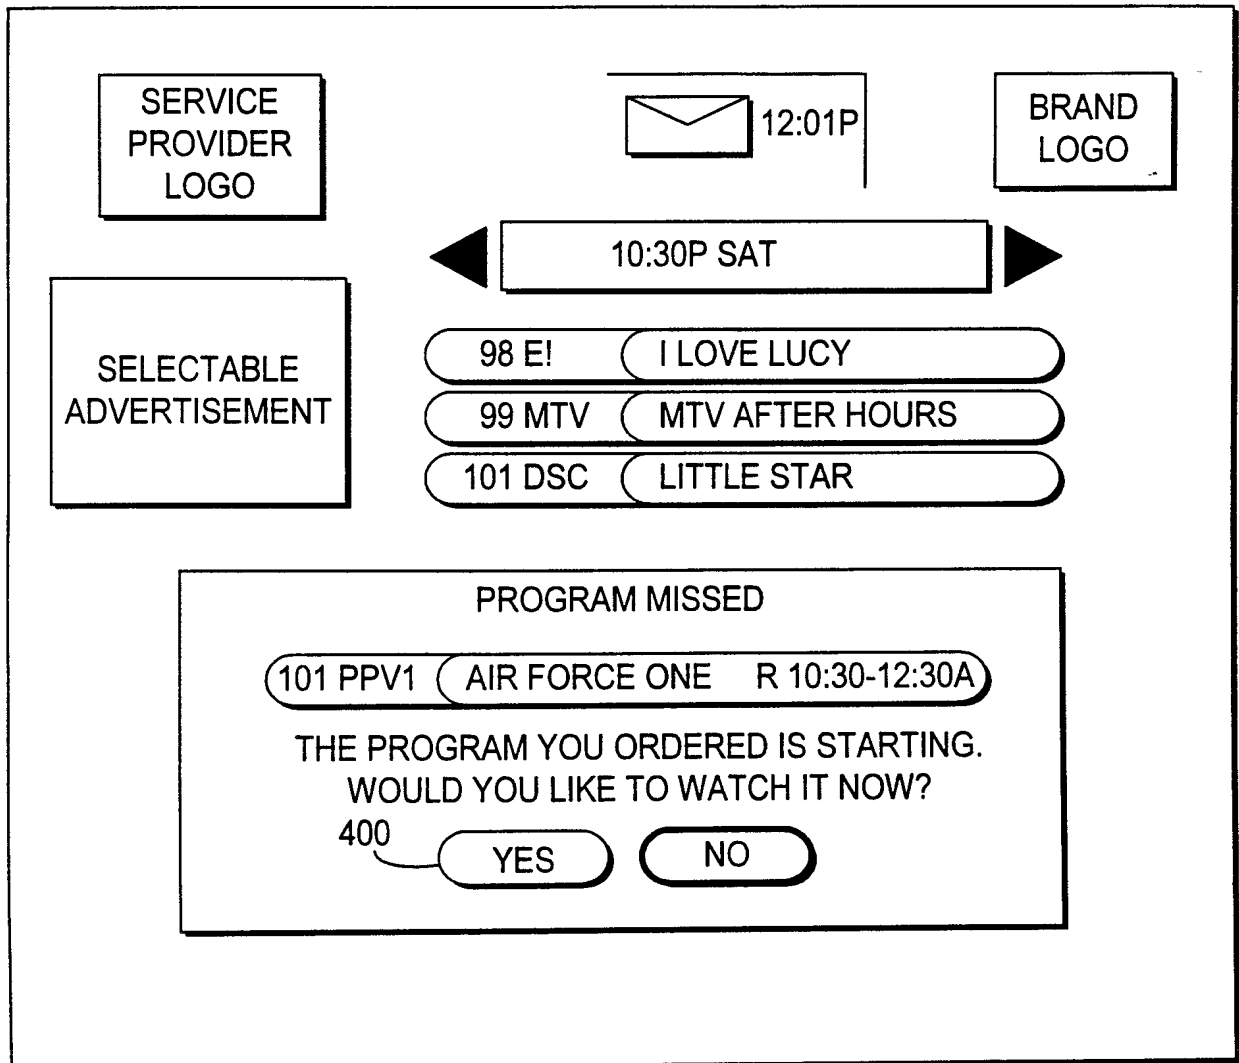 SERVICE
PROVIDER
LOGO
12:01P
BRAND
LOGO
10:30P SAT
SELECTABLE
ADVERTISEMENT
98 E! I LOVE LUCY
99 MTV MTV AFTER HOURS
101 DSC LITTLE STAR
PROGRAM MISSED
101 PPV1 AIR FORCE ONE R 10:30-12:30A
THE PROGRAM YOU ORDERED IS STARTING.
WOULD YOU LIKE TO WATCH IT NOW?
400
YES NO